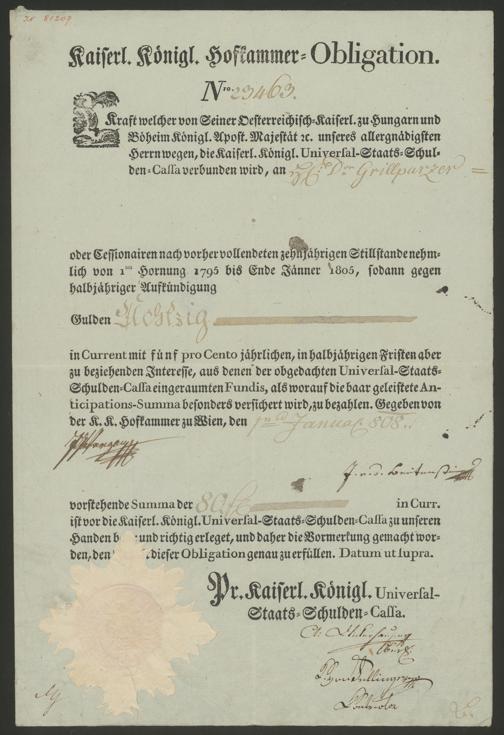 Kaiserl. Königl. Hofkammer=Obligation.
Nro. 23463.
Kraft welcher von Seiner Oesterreichisch-Kaiserl. zu Hungarn und
Böheim Königl. Apost. Majestät ꝛc. unseres allergnädigsten
Herrn wegen, die Kaiserl. Königl. Universal-Staats=Schul-
den=Cassa verbunden wird, an Dor Grillparzer =
oder Cessionairen nach vorher vollendeten zehnjährigen Stillstande nehm-
lich von 1ten Hornung 1795 bis Ende Jänner 1805, sodann gegen
halbjähriger Aufkündigung
Gulden Achtzig
in Current mit fünf pro Cento jährlichen, in halbjährigen Fristen aber
zu beziehenden Interesse, aus denen der obgedachten Universal=Staats=
Schulden=Cassa eingeraumten Fundis, als worauf die baar geleistete An-
ticipations=Summa besonders versichert wird, zu bezahlen. Gegeben von
der K. K. Hofkammer zu Wien, den Januar 808.
vorstehende Summa der 80 f in Curr.
ist vor die Kaiserl. Königl. Universal=Staats=Schulden=Cassa zu unseren
Handen und richtig erleget, und daher die Vormerkung gemacht wor-
den, den dieser Obligation genau zu erfüllen. Datum ut supra.
Pr. Kaiserl. Königl. Universal-
Staats=Schulden=Cassa.